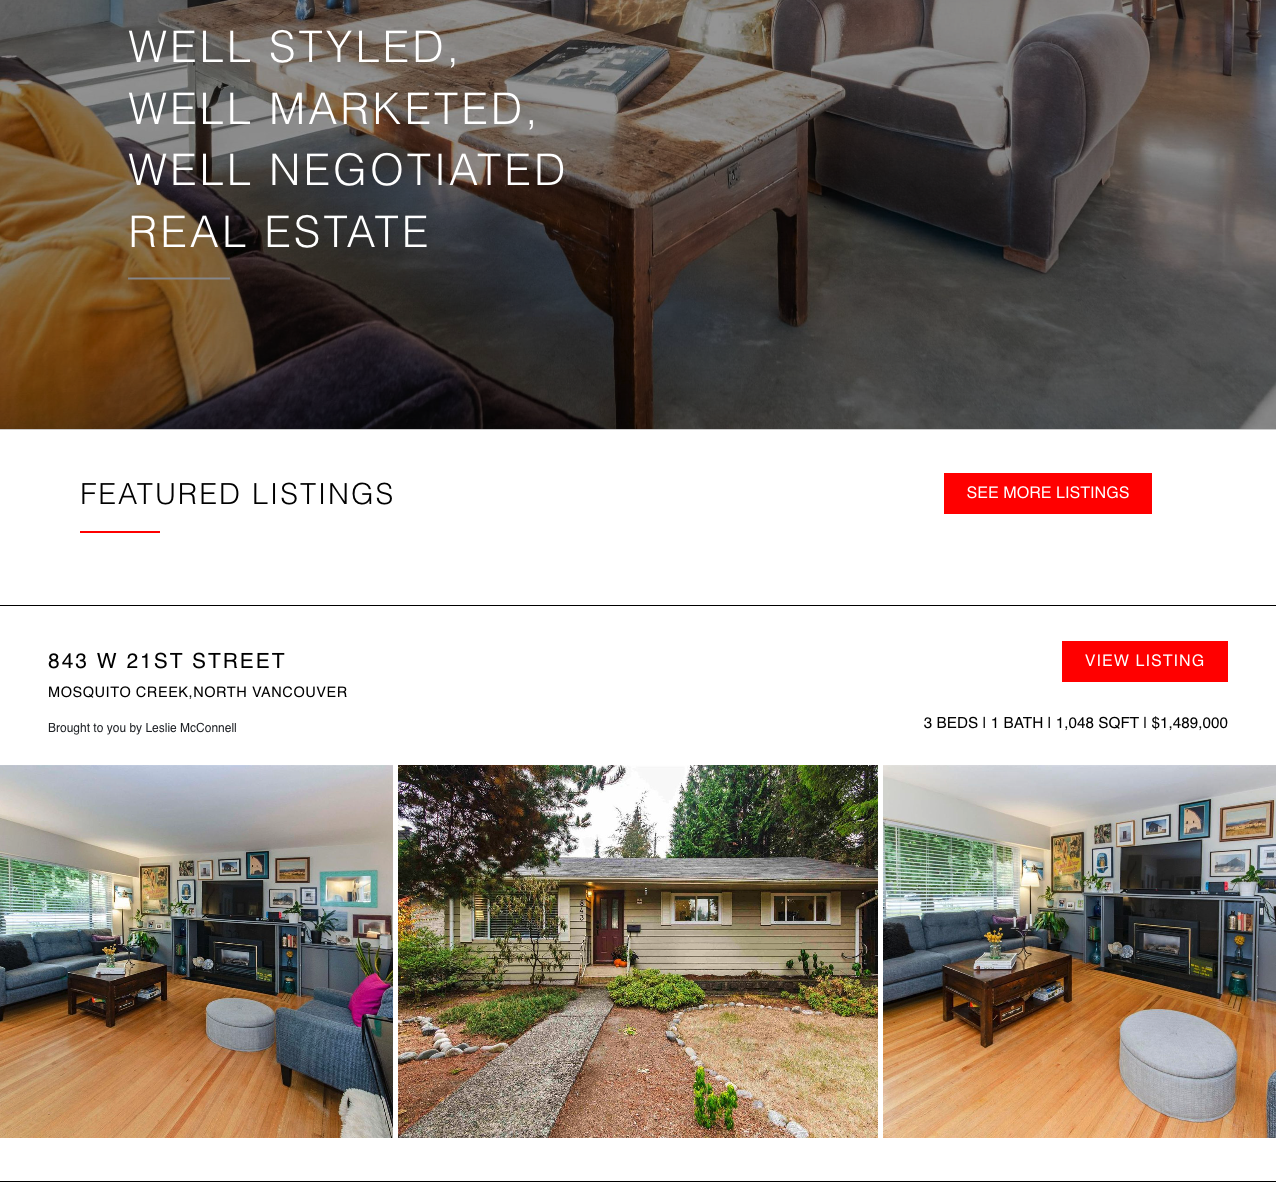 WELL STYLED,
WELL MARKETED,
WELL NEGOTIATED
REAL ESTATE
FEATURED LISTINGS
SEE MORE LISTINGS
843 W 21ST STREET
VIEW LISTING
MOSQUITO CREEK,NORTH VANCOUVER
Brought to you by Leslie McConnell
3 BEDS | 1 BATH | 1,048 SQFT | $1,489,000
843